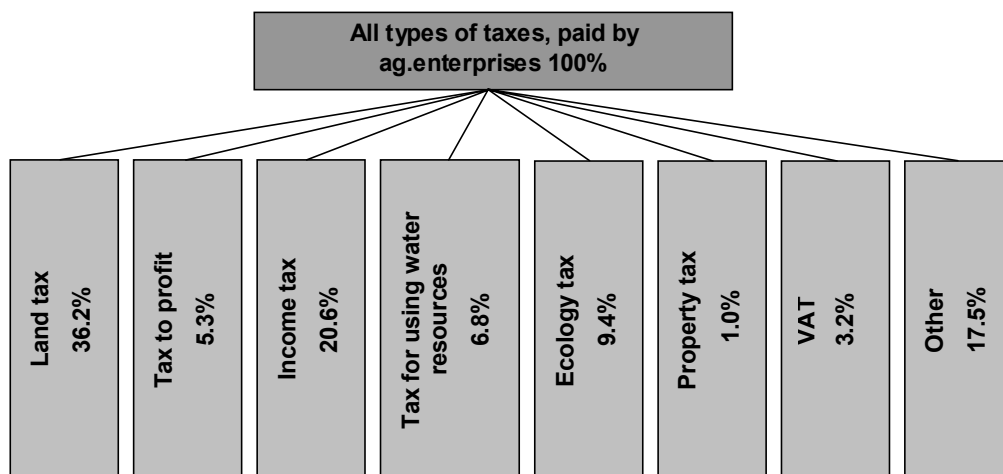 All types of taxes, paid by
ag.enterprises 100%
Land tax
36.2%
Tax to profit
5.3%
Income tax
20.6%
Tax for using water
resources
6.8%
Ecology tax
9.4%
Property tax
1.0%
VAT
3.2%
Other
17.5%